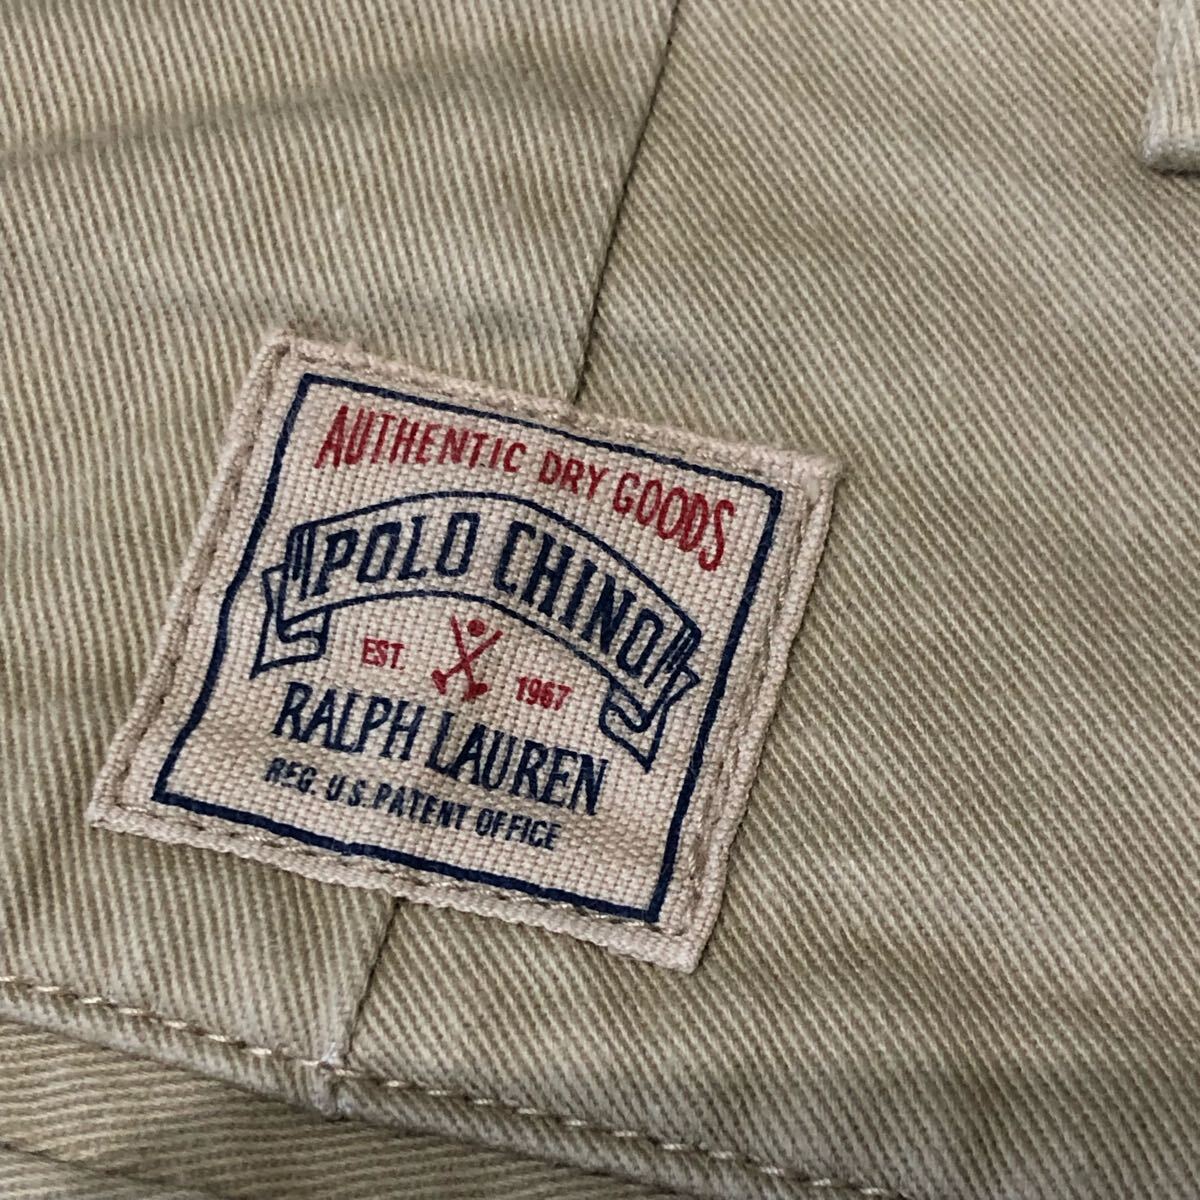 AUTHENTIC DRY GOODS
POLO CHINO
EST. 1967
RALPH LAUREN
REG. U.S. PATENT OFFICE